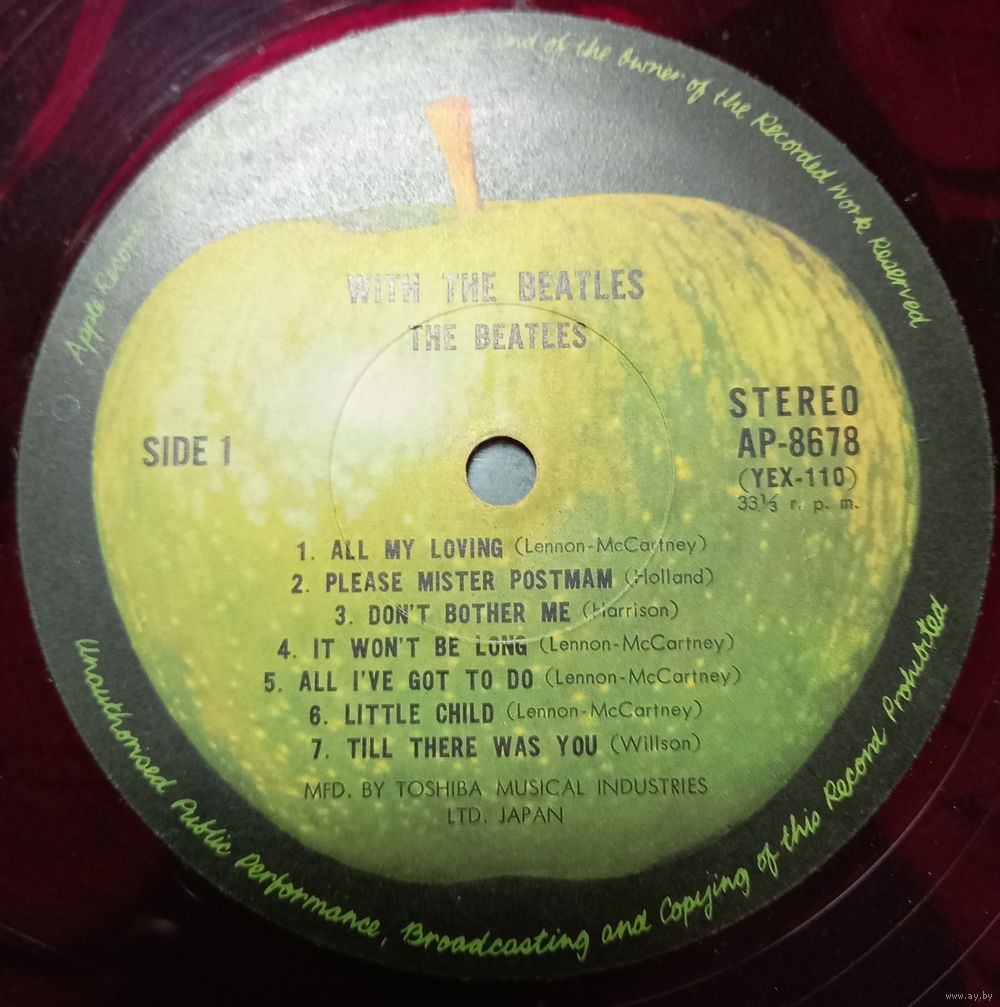 Apple Records
and of the Owner of the Recorded Work Reserved
WITH THE BEATLES
THE BEATLES
SIDE 1
STEREO
AP-8678
(YEX-110)
33⅓ r. p. m.
1. ALL MY LOVING (Lennon-McCartney)
2. PLEASE MISTER POSTMAM (Holland)
3. DON'T BOTHER ME (Harrison)
4. IT WON'T BE LONG (Lennon-McCartney)
5. ALL I'VE GOT TO DO (Lennon-McCartney)
6. LITTLE CHILD (Lennon-McCartney)
7. TILL THERE WAS YOU (Willson)
MFD. BY TOSHIBA MUSICAL INDUSTRIES
LTD. JAPAN
Unauthorised Public Performance, Broadcasting and Copying of this Record Prohibited
www.ay.by